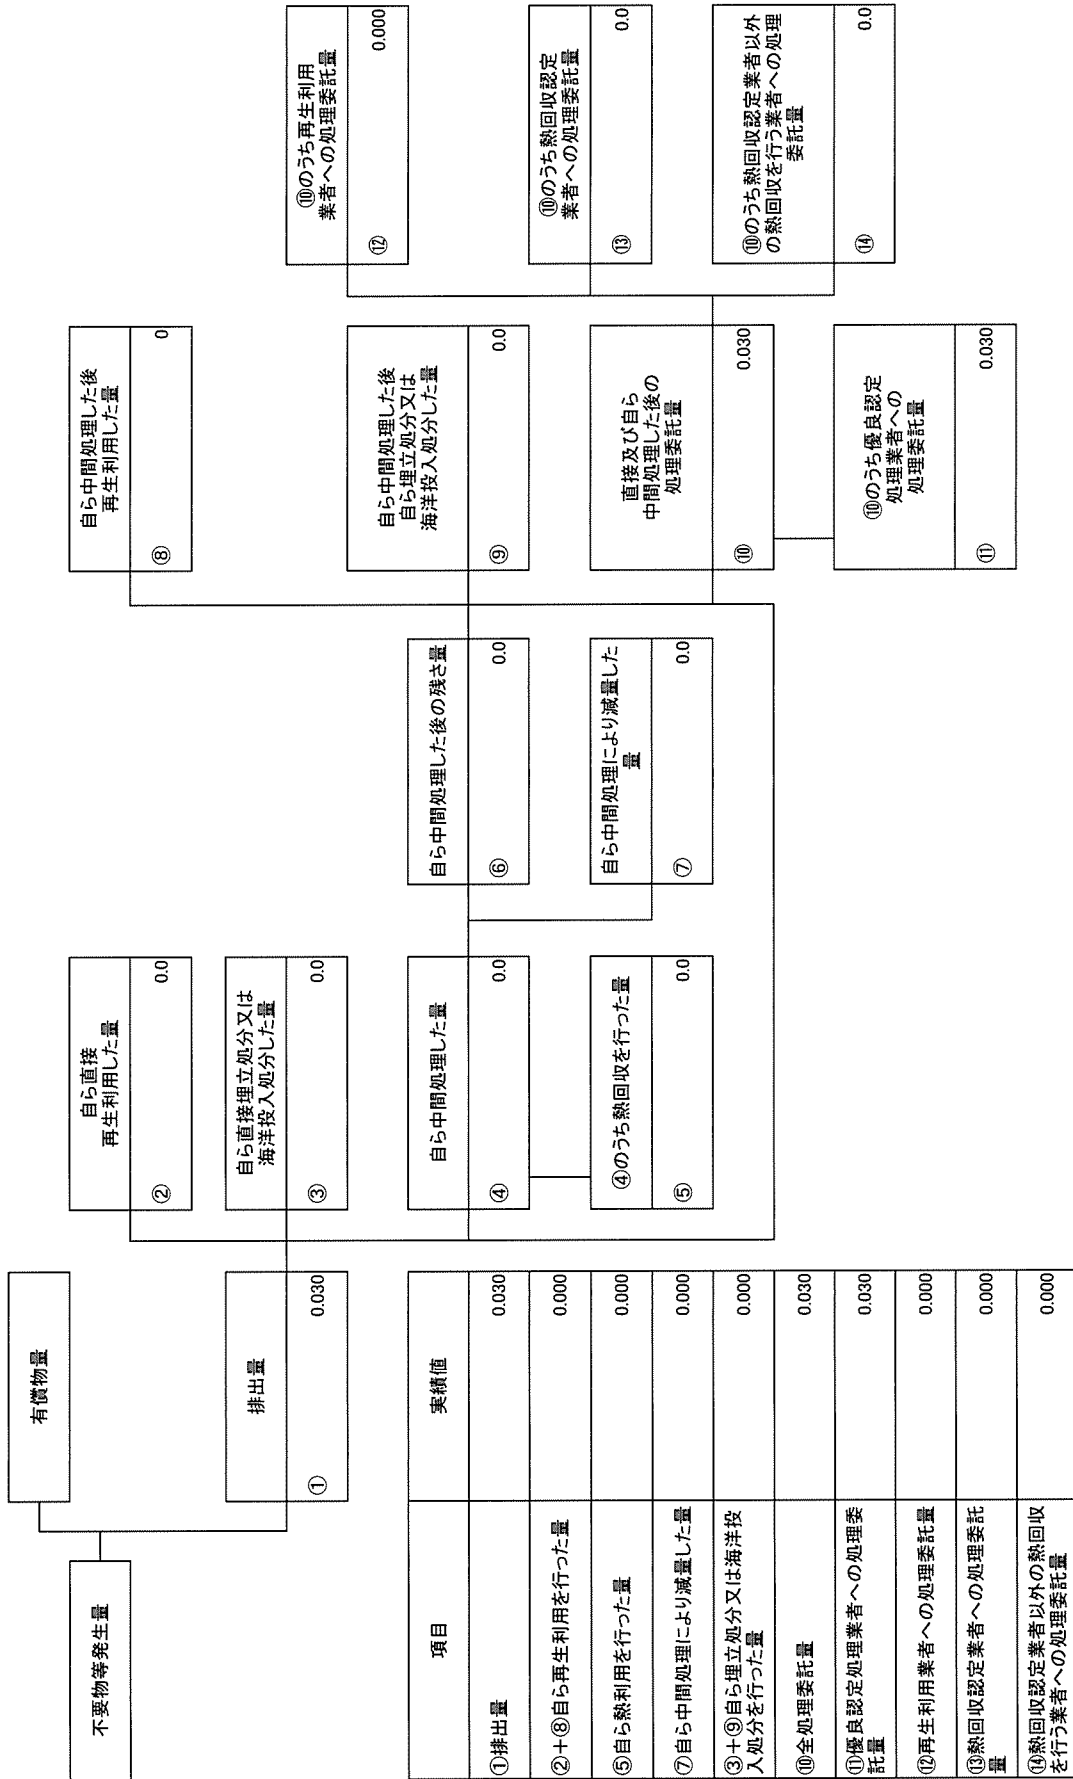 不要物等発生量
有償物量
排出量
① 0.030
自ら直接
再生利用した量
② 0.0
自ら直接埋立処分又は
海洋投入処分した量
③ 0.0
自ら中間処理した量
④ 0.0
④のうち熱回収を行った量
⑤ 0.0
自ら中間処理した後の残さ量
⑥ 0.0
自ら中間処理により減量した
量
⑦ 0.0
自ら中間処理した後
再生利用した量
⑧ 0
自ら中間処理した後
自ら埋立処分又は
海洋投入処分した量
⑨ 0.0
直接及び自ら
中間処理した後の
処理委託量
⑩ 0.030
⑩のうち優良認定
処理業者への
処理委託量
⑪ 0.030
⑩のうち再生利用
業者への処理委託量
⑫ 0.000
⑩のうち熱回収認定
業者への処理委託量
⑬ 0.0
⑩のうち熱回収認定業者以外
の熱回収を行う業者への処理
委託量
⑭ 0.0
項目 実績値
①排出量 0.030
②+⑧自ら再生利用を行った量 0.000
⑤自ら熱利用を行った量 0.000
⑦自ら中間処理により減量した量 0.000
③+⑨自ら埋立処分又は海洋投
入処分を行った量 0.000
⑩全処理委託量 0.030
⑪優良認定処理業者への処理委
託量 0.030
⑫再生利用業者への処理委託量 0.000
⑬熱回収認定業者への処理委託
量 0.000
⑭熱回収認定業者以外の熱回収
を行う業者への処理委託量 0.000